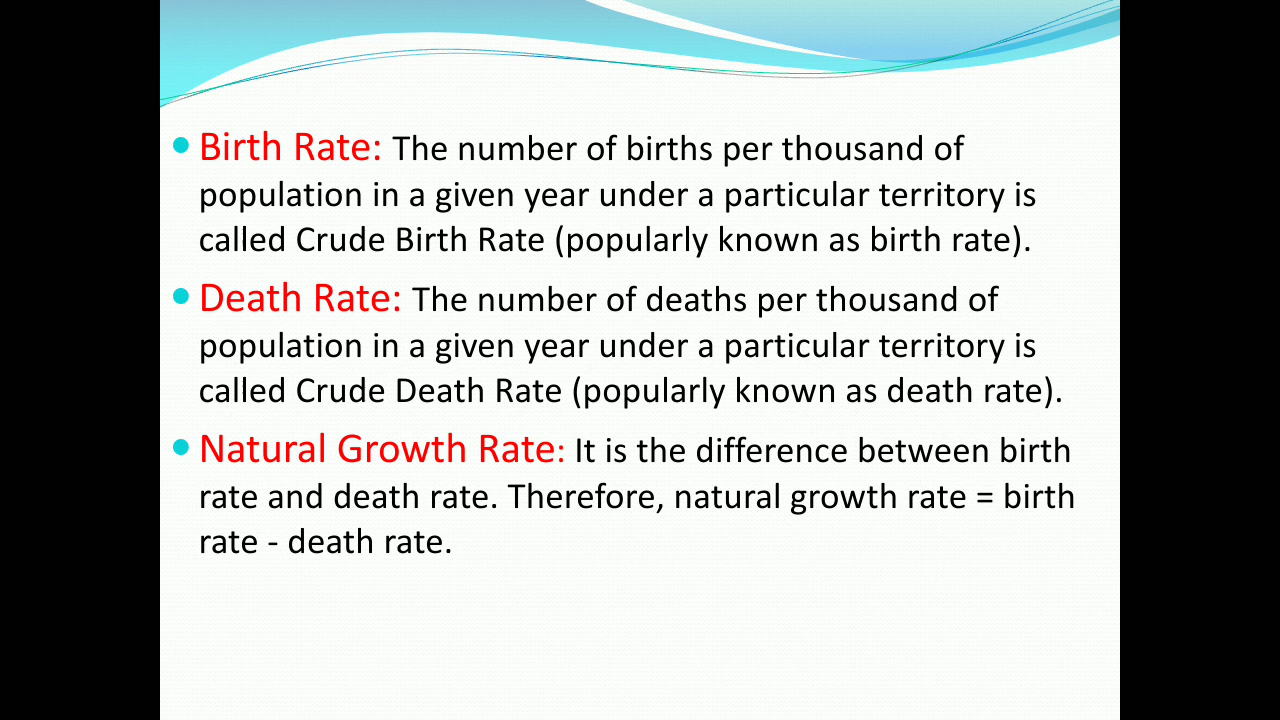 Birth Rate: The number of births per thousand of
population in a given year under a particular territory is
called Crude Birth Rate (popularly known as birth rate).
Death Rate: The number of deaths per thousand of
population in a given year under a particular territory is
called Crude Death Rate (popularly known as death rate).
Natural Growth Rate: It is the difference between birth
rate and death rate. Therefore, natural growth rate = birth
rate - death rate.